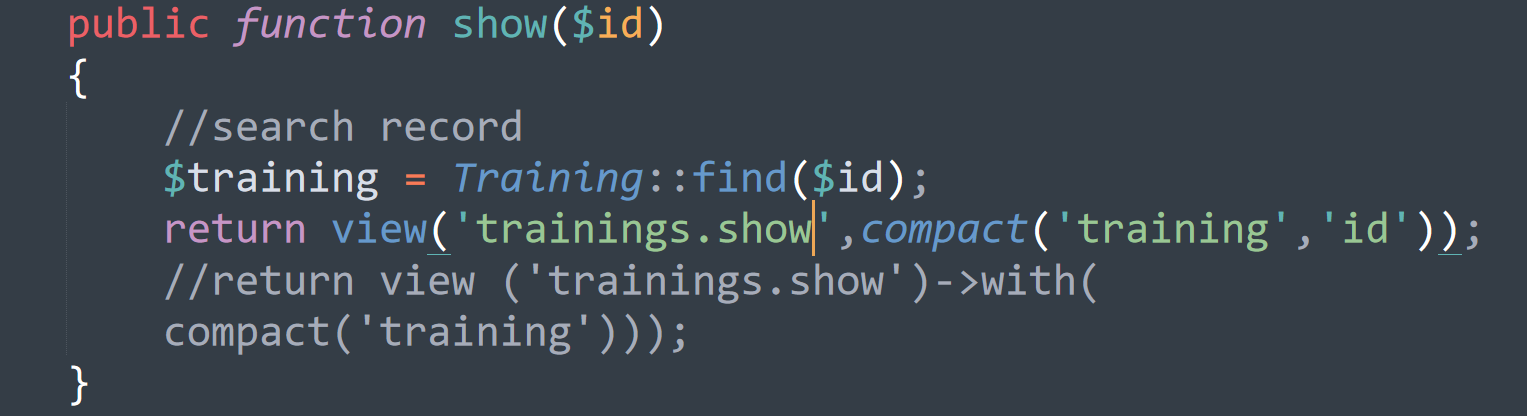 public function show($id)
{
//search record
$training = Training::find($id);
return view('trainings.show',compact('training','id'));
//return view ('trainings.show')->with(
compact('training')));
}